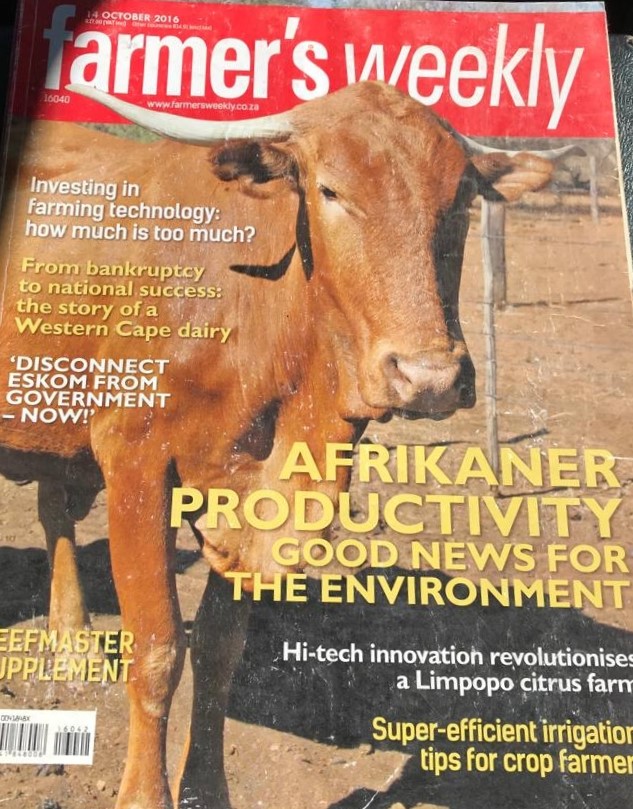 14 OCTOBER 2016
farmer's weekly
16040
www.farmersweekly.co.za
Investing in
farming technology:
how much is too much?
From bankruptcy
to national success:
the story of a
Western Cape dairy
'DISCONNECT
ESKOM FROM
GOVERNMENT
– NOW!'
AFRIKANER
PRODUCTIVITY
GOOD NEWS FOR
THE ENVIRONMENT
EEFMASTER
UPPLEMENT
Hi-tech innovation revolutionises
a Limpopo citrus farm
Super-efficient irrigation
tips for crop farmer
16042